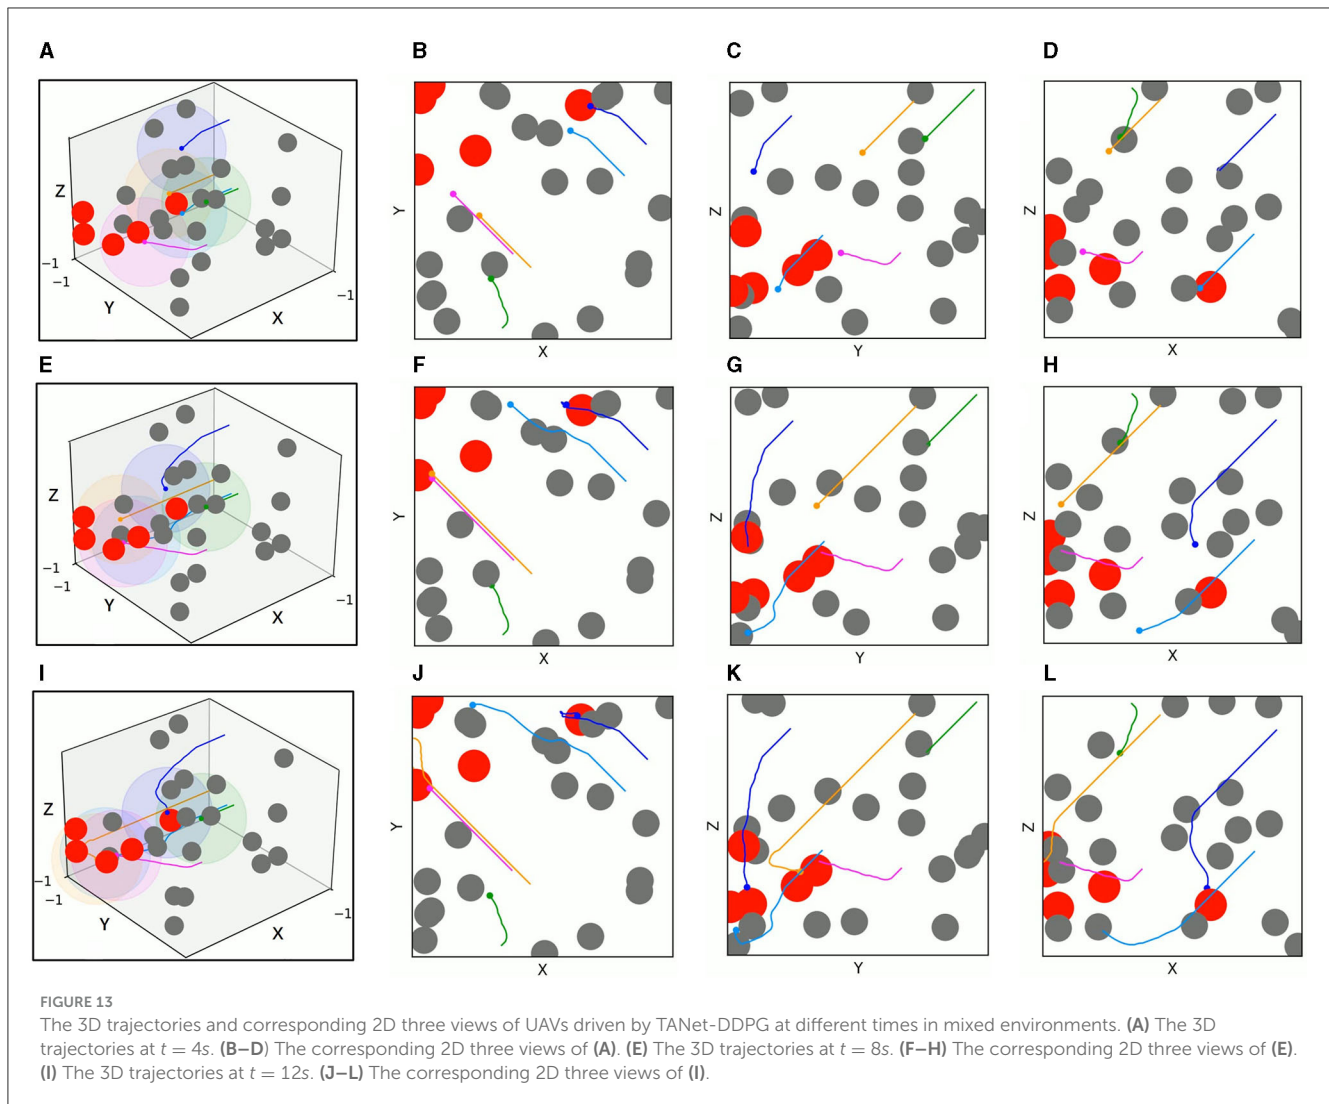 A
B
C
D
Z
-1
-1
Y
X
-1
Y
X
Z
Y
Z
X
E
F
G
H
Z
-1
-1
Y
X
-1
Y
X
Z
Y
Z
X
I
J
K
L
Z
-1
-1
Y
X
-1
Y
X
Z
Y
Z
X
FIGURE 13
The 3D trajectories and corresponding 2D three views of UAVs driven by TANet-DDPG at different times in mixed environments. (A) The 3D
trajectories at t = 4s. (B–D) The corresponding 2D three views of (A). (E) The 3D trajectories at t = 8s. (F–H) The corresponding 2D three views of (E).
(I) The 3D trajectories at t = 12s. (J–L) The corresponding 2D three views of (I).